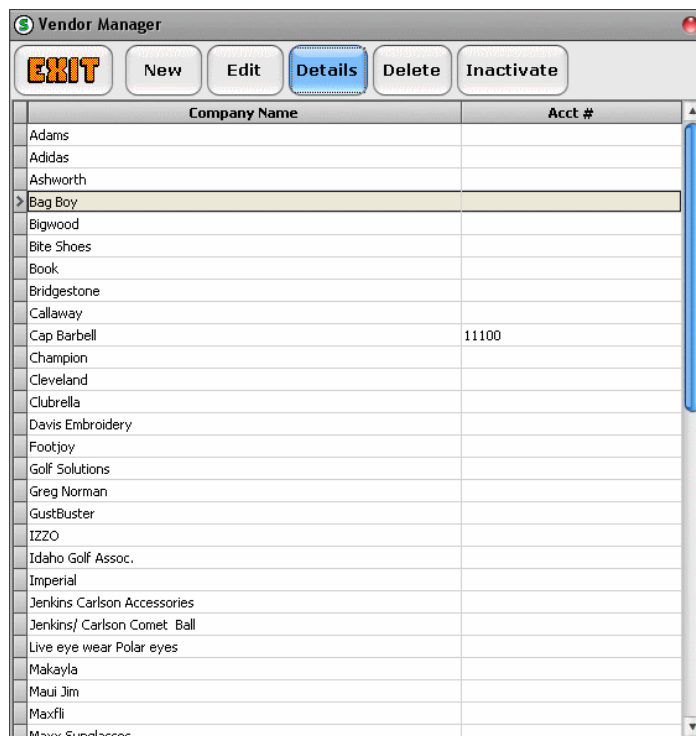 S Vendor Manager
EXIT New Edit Details Delete Inactivate
Company Name Acct #
Adams
Adidas
Ashworth
Bag Boy
Bigwood
Bite Shoes
Book
Bridgestone
Callaway
Cap Barbell 11100
Champion
Cleveland
Clubrella
Davis Embroidery
Footjoy
Golf Solutions
Greg Norman
GustBuster
IZZO
Idaho Golf Assoc.
Imperial
Jenkins Carlson Accessories
Jenkins/ Carlson Comet  Ball
Live eye wear Polar eyes
Makayla
Maui Jim
Maxfli
Maxx Sunglasses